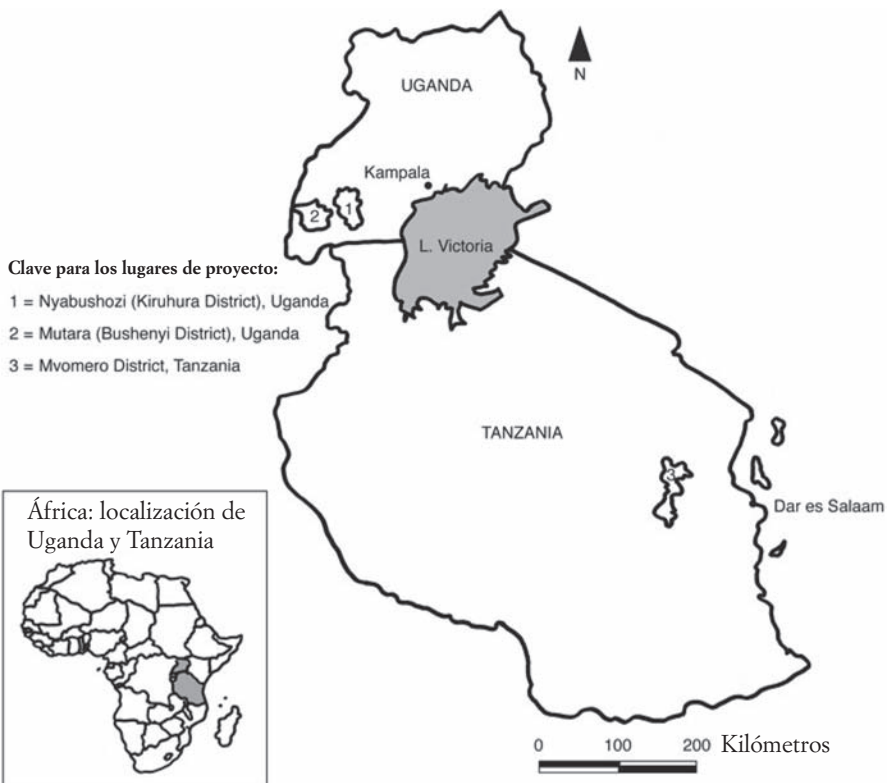 UGANDA
N
Kampala
2
1
L. Victoria
Clave para los lugares de proyecto:
1 = Nyabushozi (Kiruhura District), Uganda
2 = Mutara (Bushenyi District), Uganda
3 = Mvomero District, Tanzania
TANZANIA
3
Dar es Salaam
África: localización de
Uganda y Tanzania
0 100 200 Kilómetros